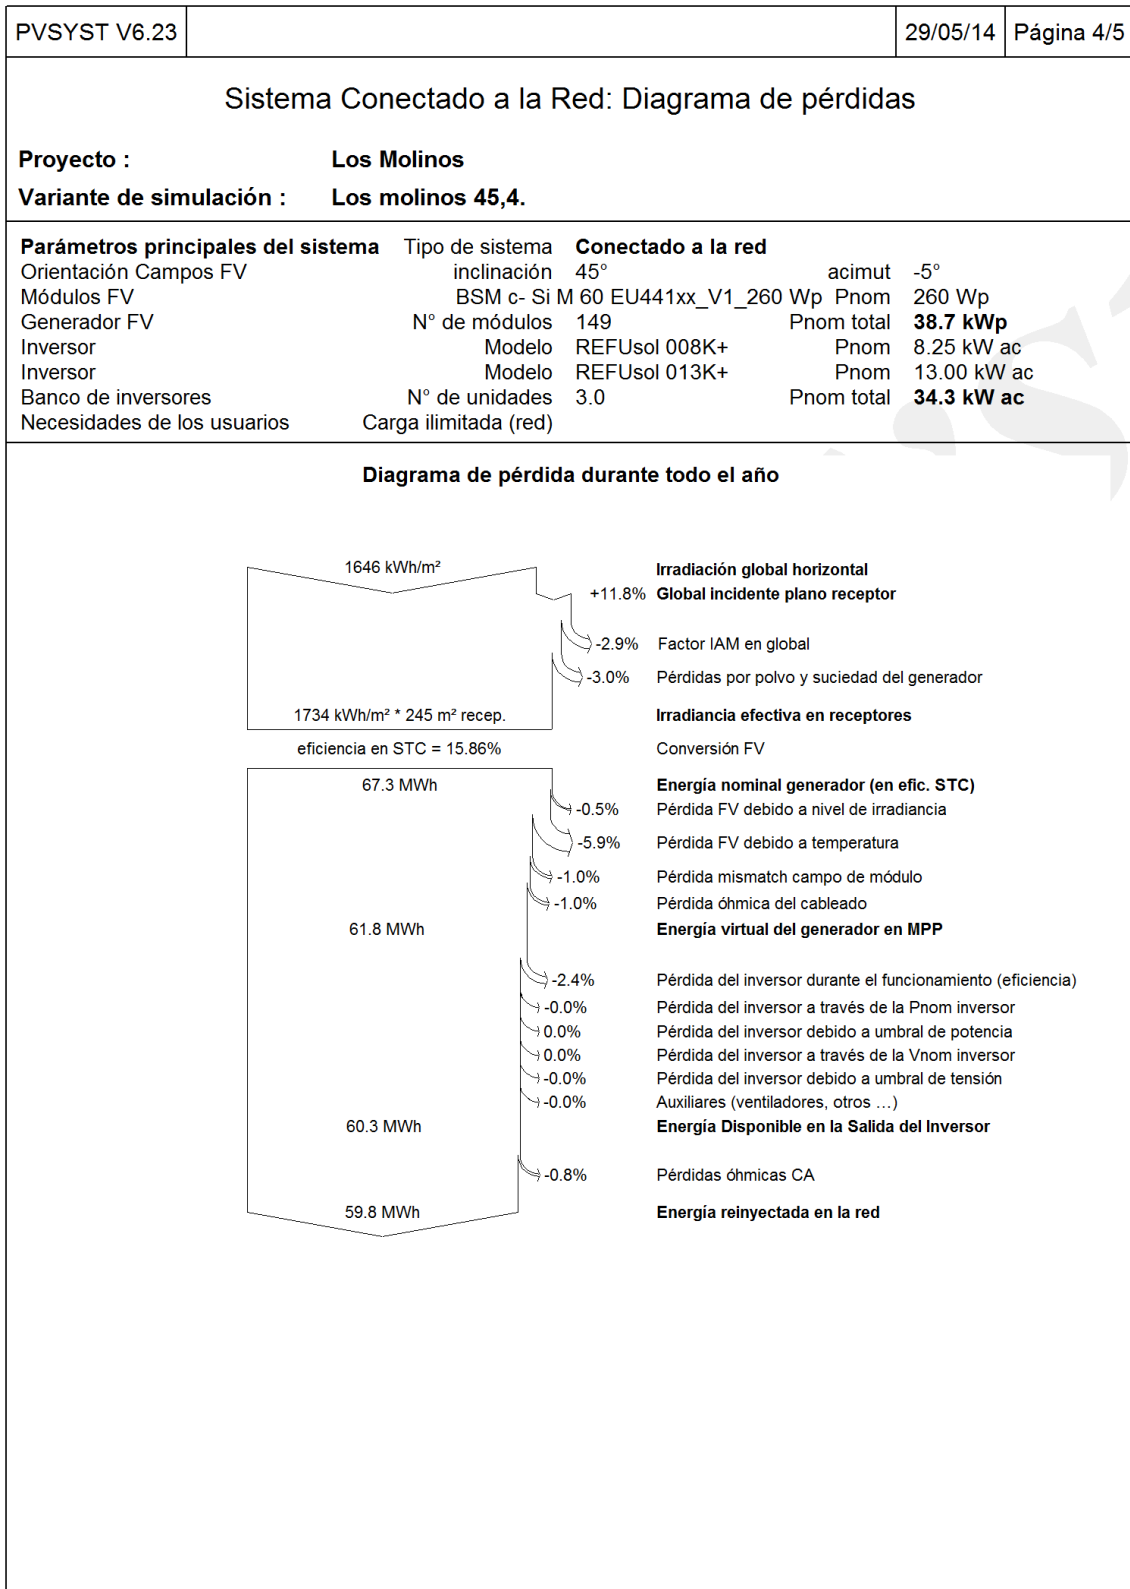 PVSYST V6.23 29/05/14 Página 4/5
Sistema Conectado a la Red: Diagrama de pérdidas
Proyecto : Los Molinos
Variante de simulación : Los molinos 45,4.
Parámetros principales del sistema Tipo de sistema Conectado a la red
Orientación Campos FV inclinación 45° acimut -5°
Módulos FV BSM c- Si M 60 EU441xx_V1_260 Wp Pnom 260 Wp
Generador FV N° de módulos 149 Pnom total 38.7 kWp
Inversor Modelo REFUsol 008K+ Pnom 8.25 kW ac
Inversor Modelo REFUsol 013K+ Pnom 13.00 kW ac
Banco de inversores N° de unidades 3.0 Pnom total 34.3 kW ac
Necesidades de los usuarios Carga ilimitada (red)
Diagrama de pérdida durante todo el año
1646 kWh/m² Irradiación global horizontal
+11.8% Global incidente plano receptor
-2.9% Factor IAM en global
-3.0% Pérdidas por polvo y suciedad del generador
1734 kWh/m² * 245 m² recep. Irradiancia efectiva en receptores
eficiencia en STC = 15.86% Conversión FV
67.3 MWh Energía nominal generador (en efic. STC)
-0.5% Pérdida FV debido a nivel de irradiancia
-5.9% Pérdida FV debido a temperatura
-1.0% Pérdida mismatch campo de módulo
-1.0% Pérdida óhmica del cableado
61.8 MWh Energía virtual del generador en MPP
-2.4% Pérdida del inversor durante el funcionamiento (eficiencia)
-0.0% Pérdida del inversor a través de la Pnom inversor
0.0% Pérdida del inversor debido a umbral de potencia
0.0% Pérdida del inversor a través de la Vnom inversor
-0.0% Pérdida del inversor debido a umbral de tensión
-0.0% Auxiliares (ventiladores, otros …)
60.3 MWh Energía Disponible en la Salida del Inversor
-0.8% Pérdidas óhmicas CA
59.8 MWh Energía reinyectada en la red